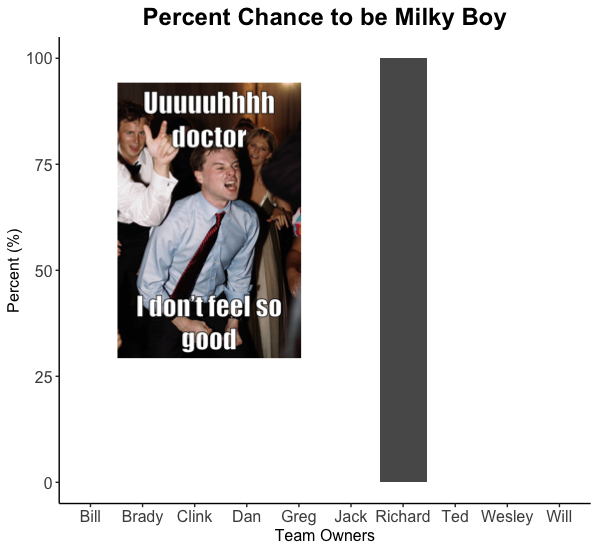 Percent Chance to be Milky Boy
Percent (%)
100
75
50
25
0
Uuuuuhhhh
doctor
I don't feel so
good
Bill Brady Clink Dan Greg Jack Richard Ted Wesley Will
Team Owners